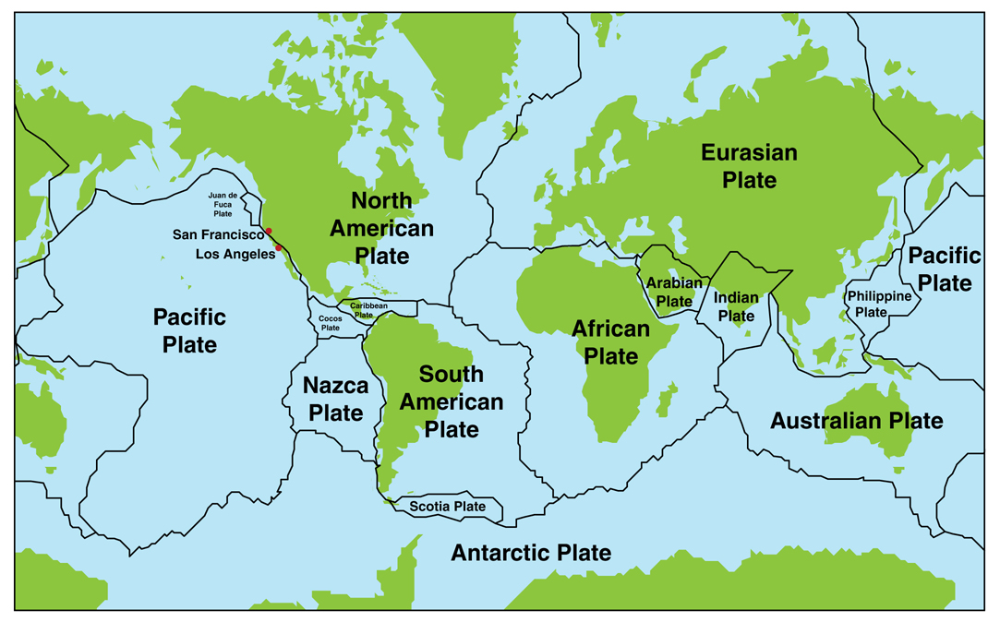 Eurasian
Plate
Juan de
Fuca
Plate
North
American
Plate
San Francisco
Los Angeles
Pacific
Plate
Arabian
Plate
Indian
Plate
Philippine
Plate
Caribbean
Plate
Cocos
Plate
Pacific
Plate
African
Plate
Nazca
Plate
South
American
Plate
Australian Plate
Scotia Plate
Antarctic Plate